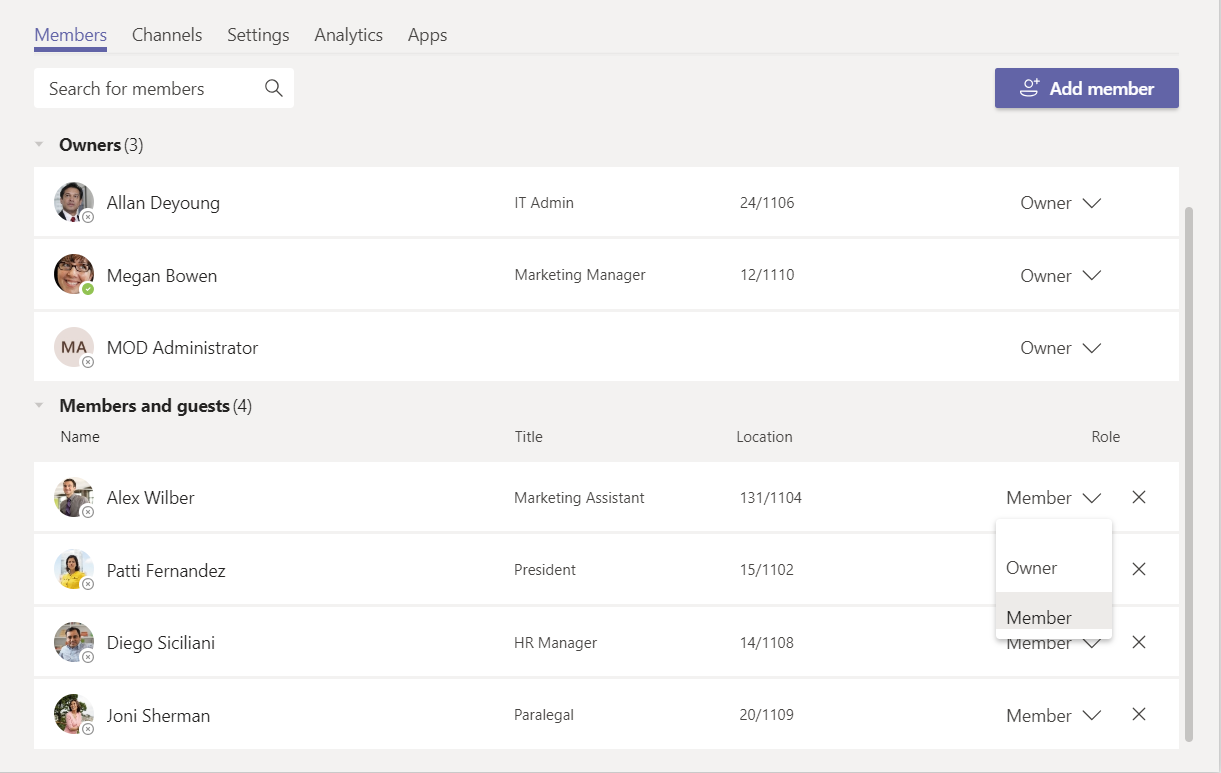 Members Channels Settings Analytics Apps
Search for members
Add member
Owners (3)
Allan Deyoung IT Admin 24/1106 Owner
Megan Bowen Marketing Manager 12/1110 Owner
MA MOD Administrator Owner
Members and guests (4)
Name Title Location Role
Alex Wilber Marketing Assistant 131/1104 Member
Patti Fernandez President 15/1102
Owner
Member
Diego Siciliani HR Manager 14/1108 Member
Joni Sherman Paralegal 20/1109 Member